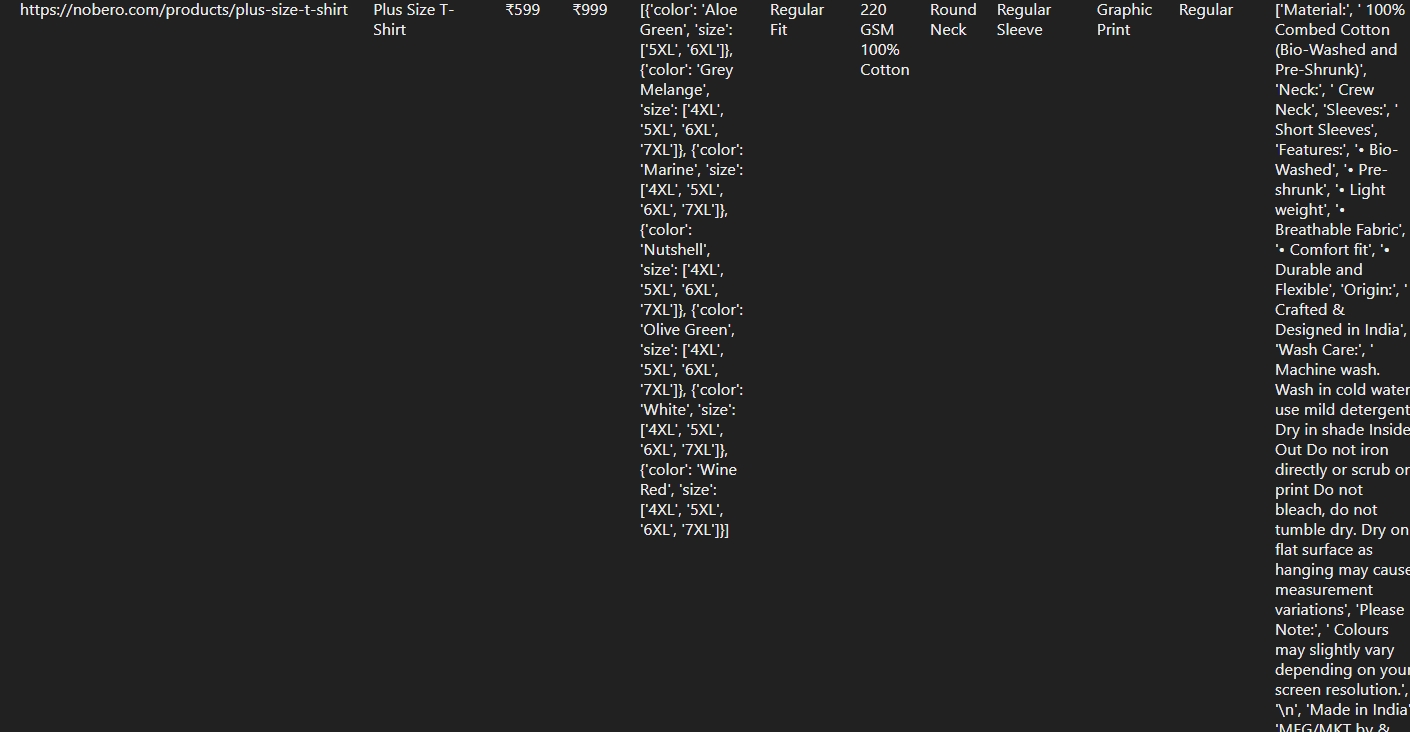 https://nobero.com/products/plus-size-t-shirt
Plus Size T-
Shirt
₹599
₹999
[{'color': 'Aloe
Green', 'size':
['5XL', '6XL']},
{'color': 'Grey
Melange',
'size': ['4XL',
'5XL', '6XL',
'7XL']}, {'color':
'Marine', 'size':
['4XL', '5XL',
'6XL', '7XL']},
{'color':
'Nutshell',
'size': ['4XL',
'5XL', '6XL',
'7XL']}, {'color':
'Olive Green',
'size': ['4XL',
'5XL', '6XL',
'7XL']}, {'color':
'White', 'size':
['4XL', '5XL',
'6XL', '7XL']},
{'color': 'Wine
Red', 'size':
['4XL', '5XL',
'6XL', '7XL']}]
Regular
Fit
220
GSM
100%
Cotton
Round
Neck
Regular
Sleeve
Graphic
Print
Regular
['Material:', ' 100%
Combed Cotton
(Bio-Washed and
Pre-Shrunk)',
'Neck:', ' Crew
Neck', 'Sleeves:', '
Short Sleeves',
'Features:', '• Bio-
Washed', '• Pre-
shrunk', '• Light
weight', '•
Breathable Fabric',
'• Comfort fit', '•
Durable and
Flexible', 'Origin:', '
Crafted &
Designed in India',
'Wash Care:', '
Machine wash.
Wash in cold water
use mild detergent
Dry in shade Inside
Out Do not iron
directly or scrub on
print Do not
bleach, do not
tumble dry. Dry on
flat surface as
hanging may cause
measurement
variations', 'Please
Note:', ' Colours
may slightly vary
depending on your
screen resolution.',
'\n', 'Made in India'
'MFG/MKT by &